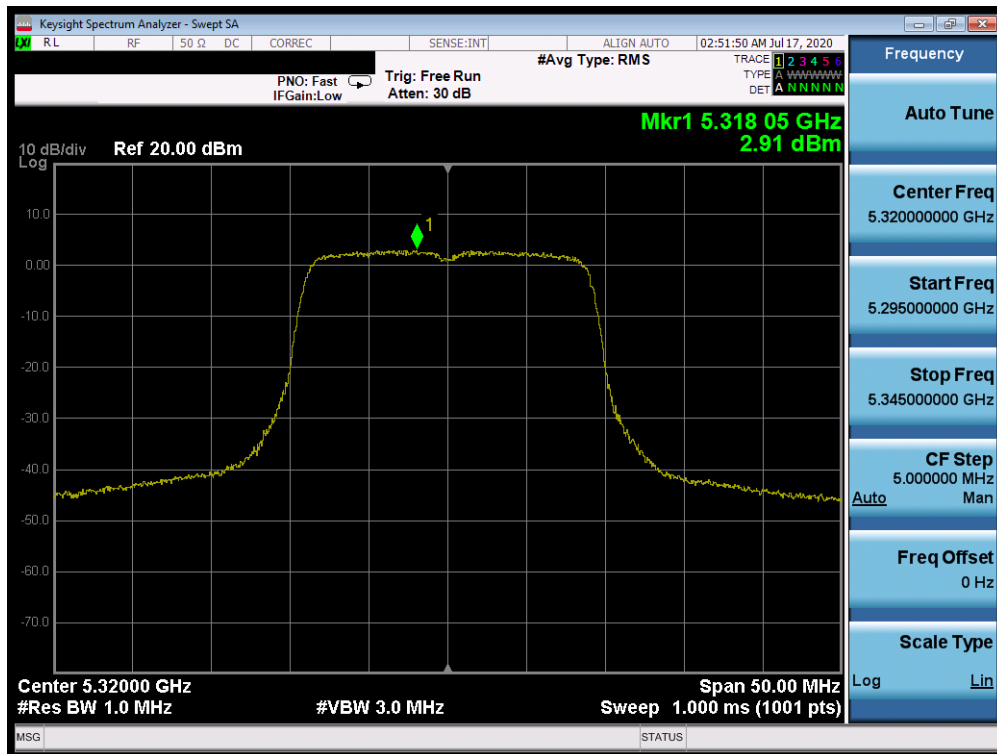 Keysight Spectrum Analyzer - Swept SA
LXI RL RF 50 Ω DC CORREC SENSE:INT ALIGN AUTO 02:51:50 AM Jul 17, 2020
PNO: Fast
IFGain:Low
Trig: Free Run
Atten: 30 dB
#Avg Type: RMS
TRACE 1 2 3 4 5 6
TYPE A WWWWW
DET A N N N N N
Mkr1 5.318 05 GHz
2.91 dBm
10 dB/div
Log
Ref 20.00 dBm
1
10.0
0.00
-10.0
-20.0
-30.0
-40.0
-50.0
-60.0
-70.0
Center 5.32000 GHz
Span 50.00 MHz
#Res BW 1.0 MHz
#VBW 3.0 MHz
Sweep 1.000 ms (1001 pts)
MSG
STATUS
Frequency
Auto Tune
Center Freq
5.320000000 GHz
Start Freq
5.295000000 GHz
Stop Freq
5.345000000 GHz
CF Step
5.000000 MHz
Auto Man
Freq Offset
0 Hz
Scale Type
Log Lin